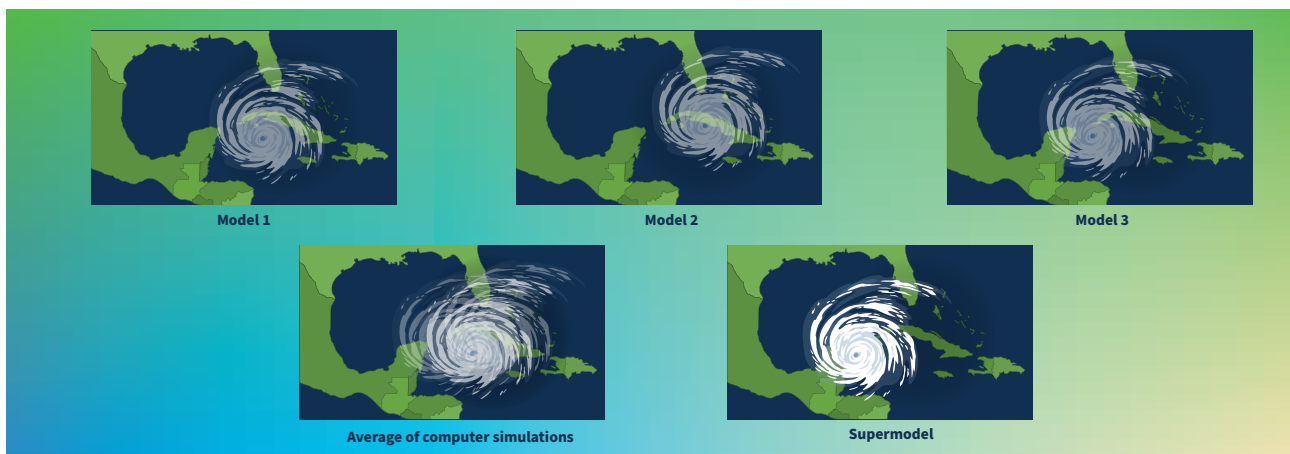 Model 1
Model 2
Model 3
Average of computer simulations
Supermodel